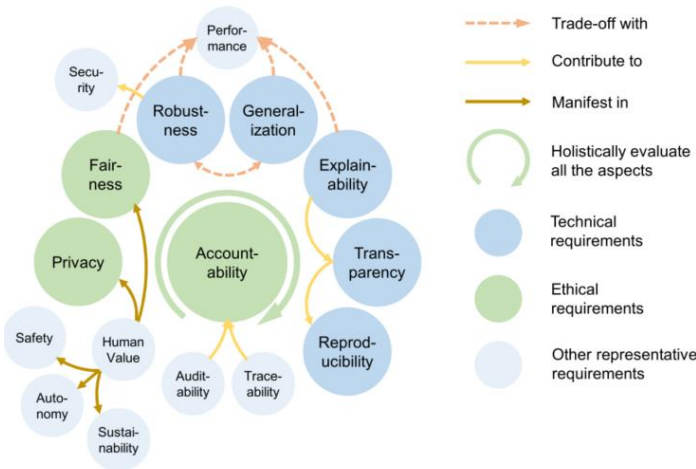 Perfor-
mance
Secu-
rity
Robust-
ness
General-
ization
Fair-
ness
Explain-
ability
Privacy
Account-
ability
Trans-
parency
Safety
Human
Value
Reprod-
ucibility
Audit-
ability
Trace-
ability
Auto-
nomy
Sustai-
nability
Trade-off with
Contribute to
Manifest in
Holistically evaluate
all the aspects
Technical
requirements
Ethical
requirements
Other representative
requirements